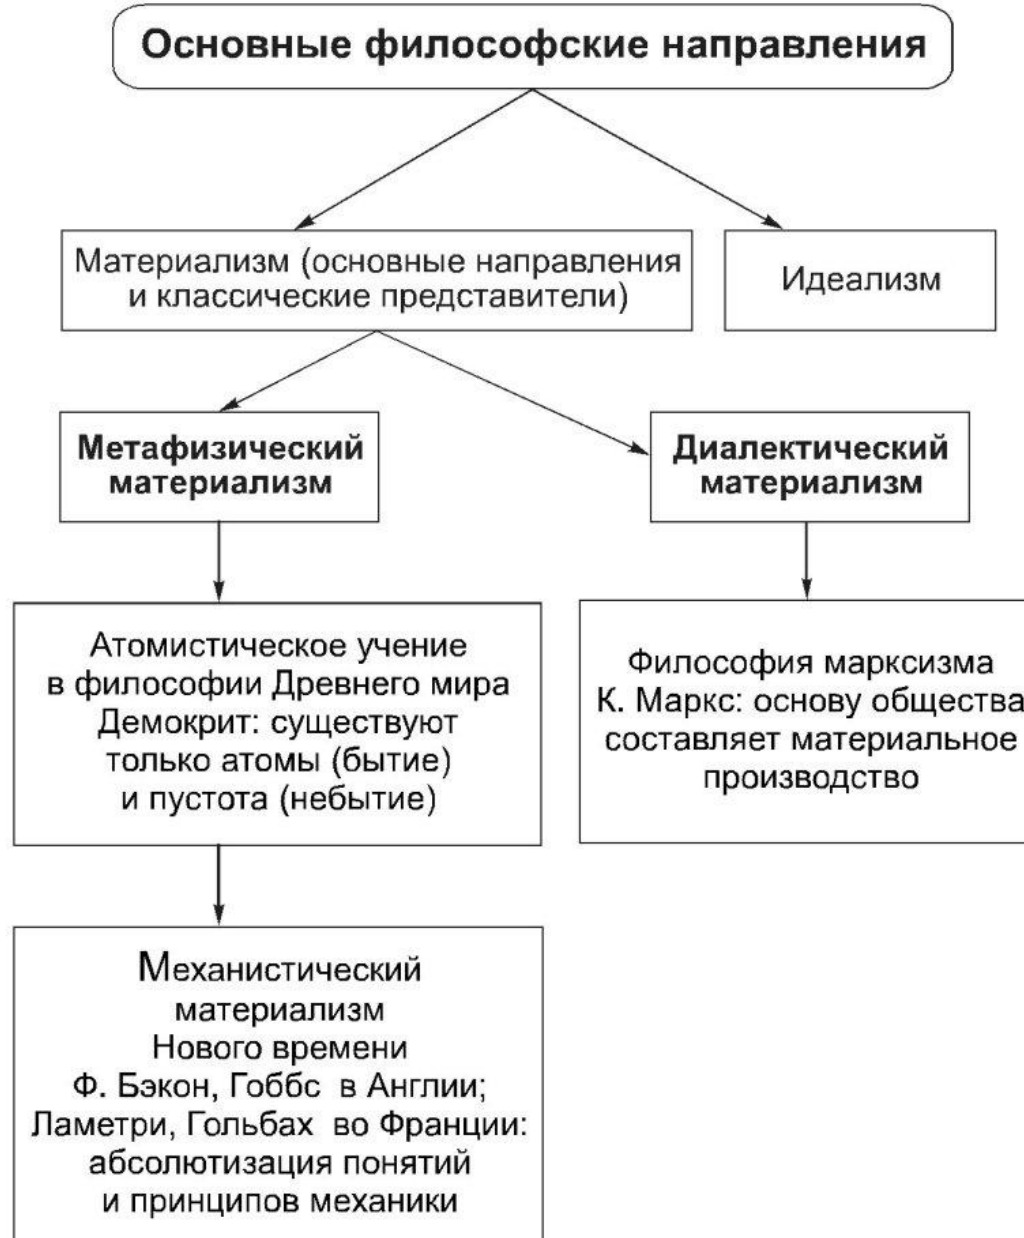 Основные философские направления
Материализм (основные направления
и классические представители)
Идеализм
Метафизический
материализм
Диалектический
материализм
Атомистическое учение
в философии Древнего мира
Демокрит: существуют
только атомы (бытие)
и пустота (небытие)
Философия марксизма
К. Маркс: основу общества
составляет материальное
производство
Механистический
материализм
Нового времени
Ф. Бэкон, Гоббс в Англии;
Ламетри, Гольбах во Франции:
абсолютизация понятий
и принципов механики